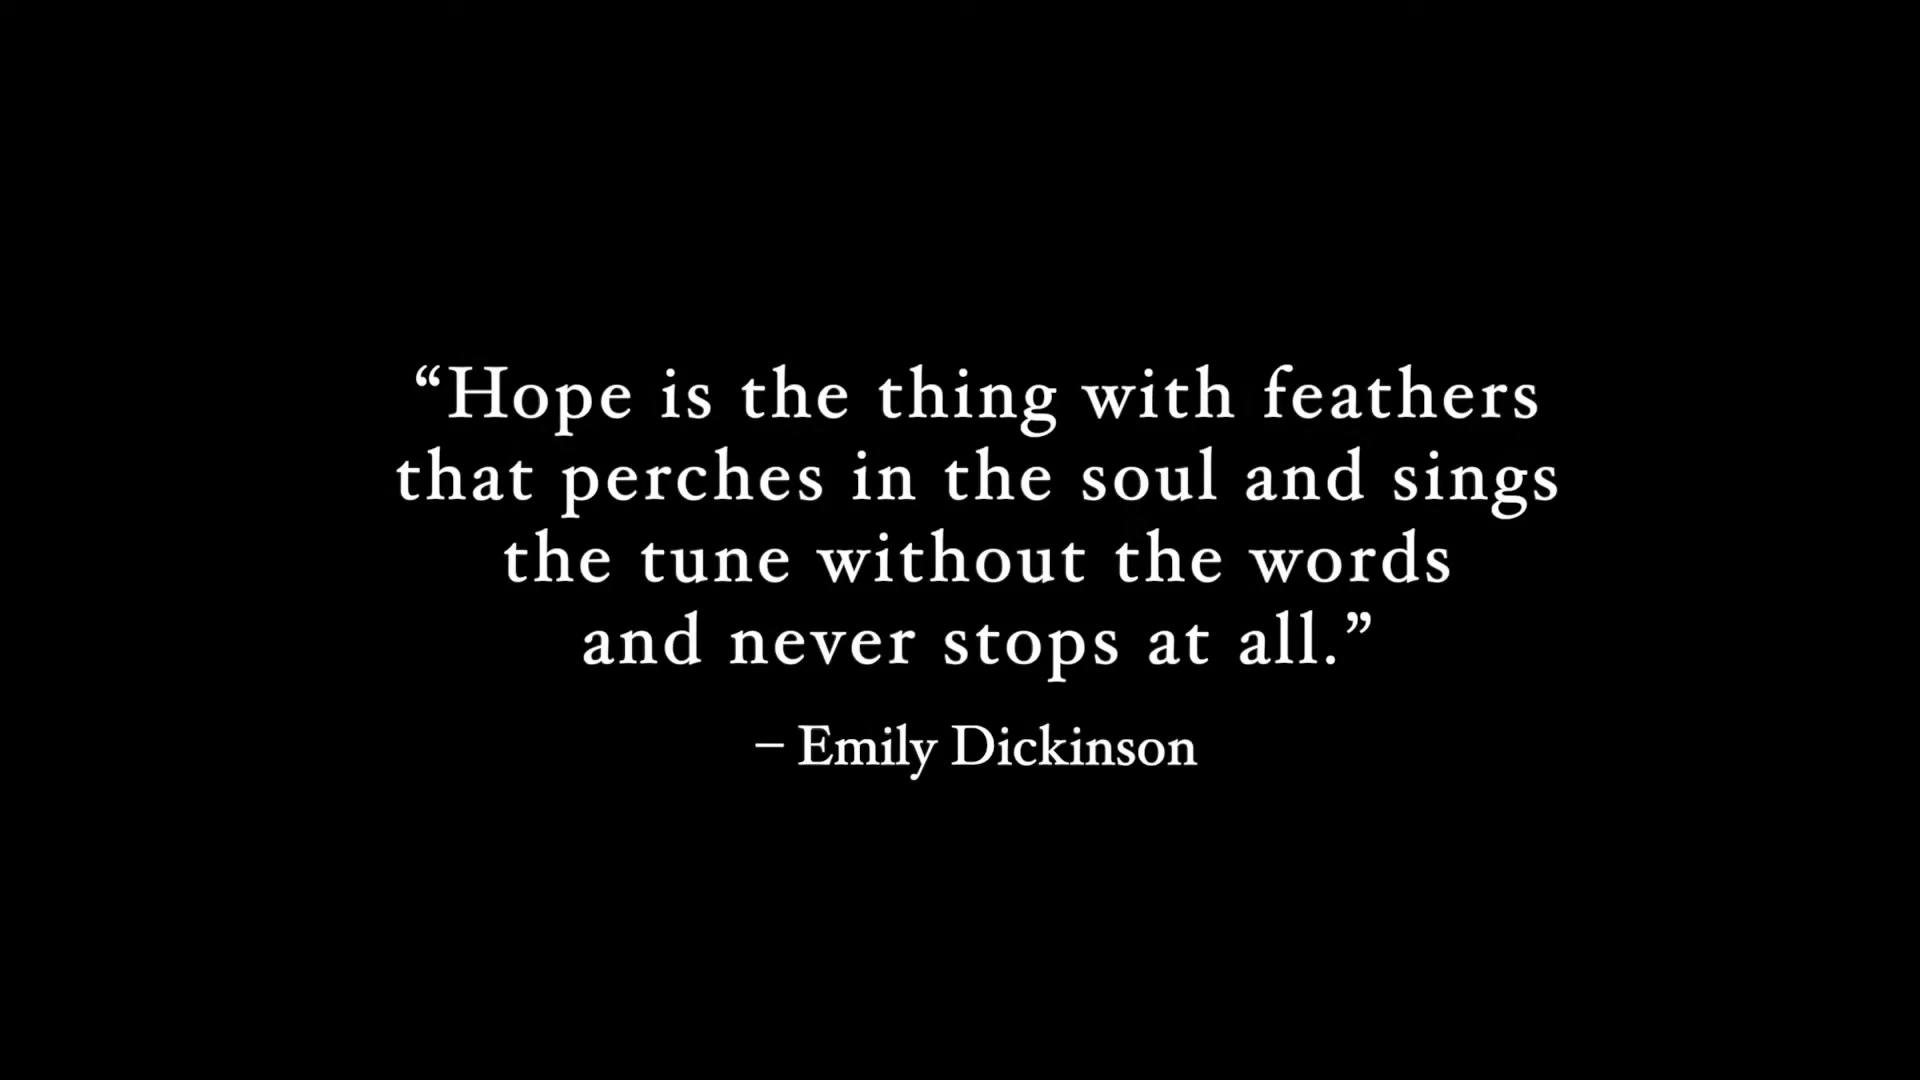 “Hope is the thing with feathers
that perches in the soul and sings
the tune without the words
and never stops at all.”
– Emily Dickinson